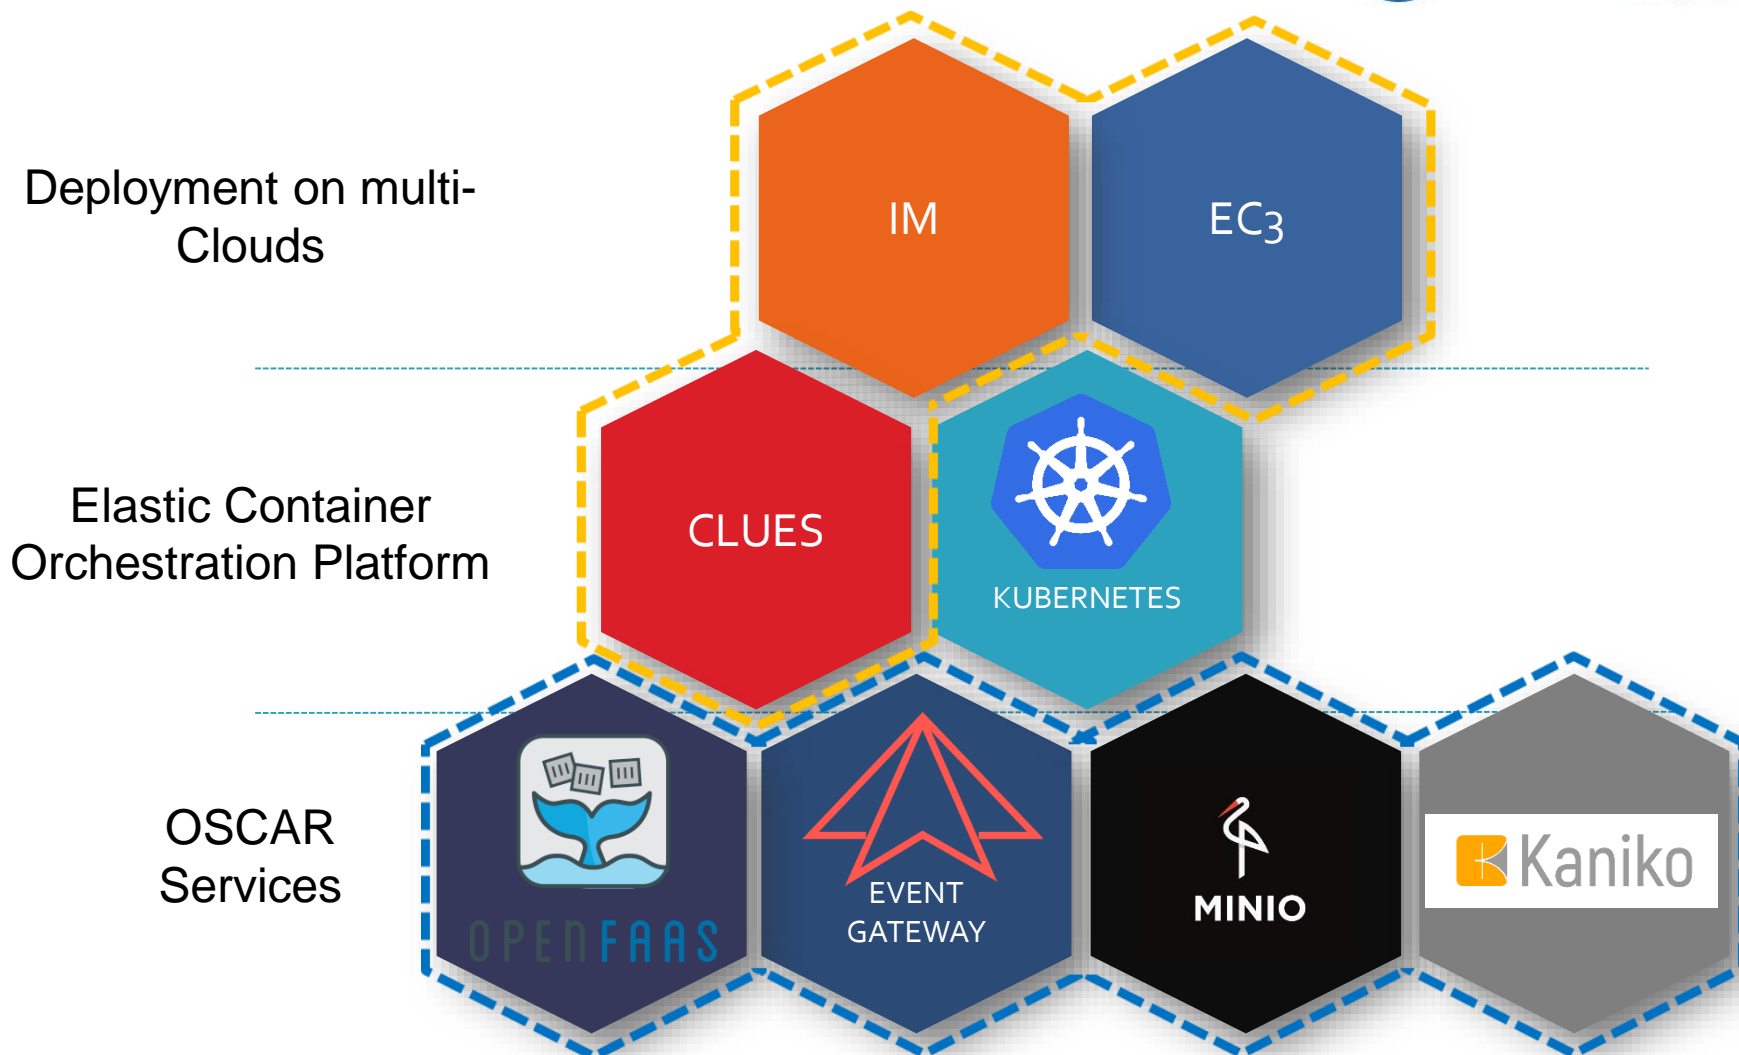 Deployment on multi-
Clouds
IM
EC3
Elastic Container
Orchestration Platform
CLUES
KUBERNETES
OSCAR
Services
OPENFAAS
EVENT
GATEWAY
MINIO
Kaniko